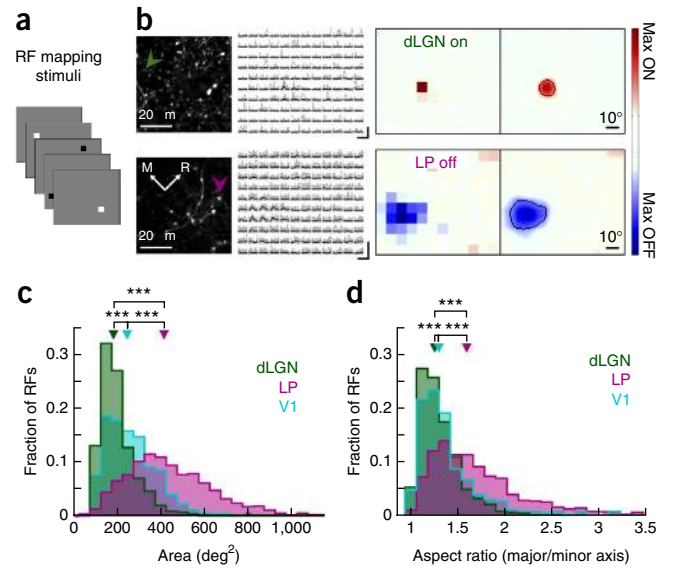 a
RF mapping
stimuli
b
20 m
M R
20 m
dLGN on
10°
LP off
10°
Max ON
Max OFF
c
***
*** ***
dLGN
LP
V1
Fraction of RFs
0.3
0.2
0.1
0
0 200 400 600 800 1,000
Area (deg²)
d
***
*** ***
dLGN
LP
V1
Fraction of RFs
0.3
0.2
0.1
0
1 1.5 2 2.5 3 3.5
Aspect ratio (major/minor axis)